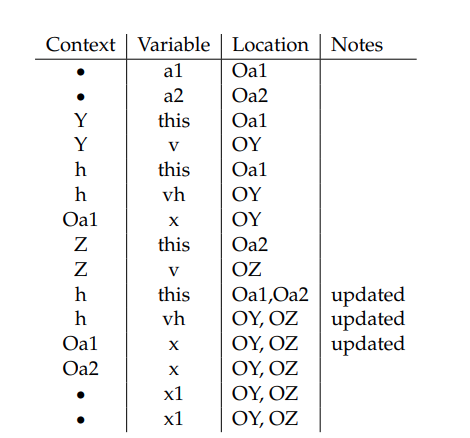 Context Variable Location Notes
• a1 Oa1
• a2 Oa2
Y this Oa1
Y v OY
h this Oa1
h vh OY
Oa1 x OY
Z this Oa2
Z v OZ
h this Oa1,Oa2 updated
h vh OY, OZ updated
Oa1 x OY, OZ updated
Oa2 x OY, OZ
• x1 OY, OZ
• x1 OY, OZ